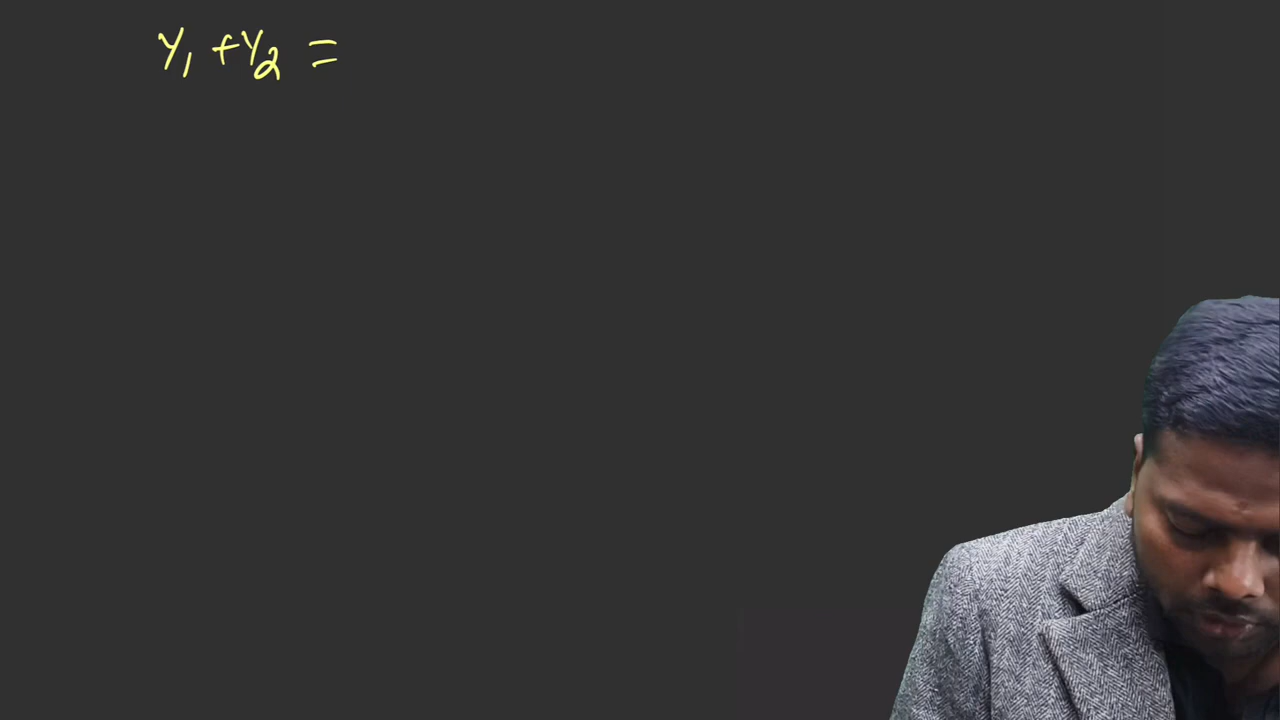 y₁ + y₂ =